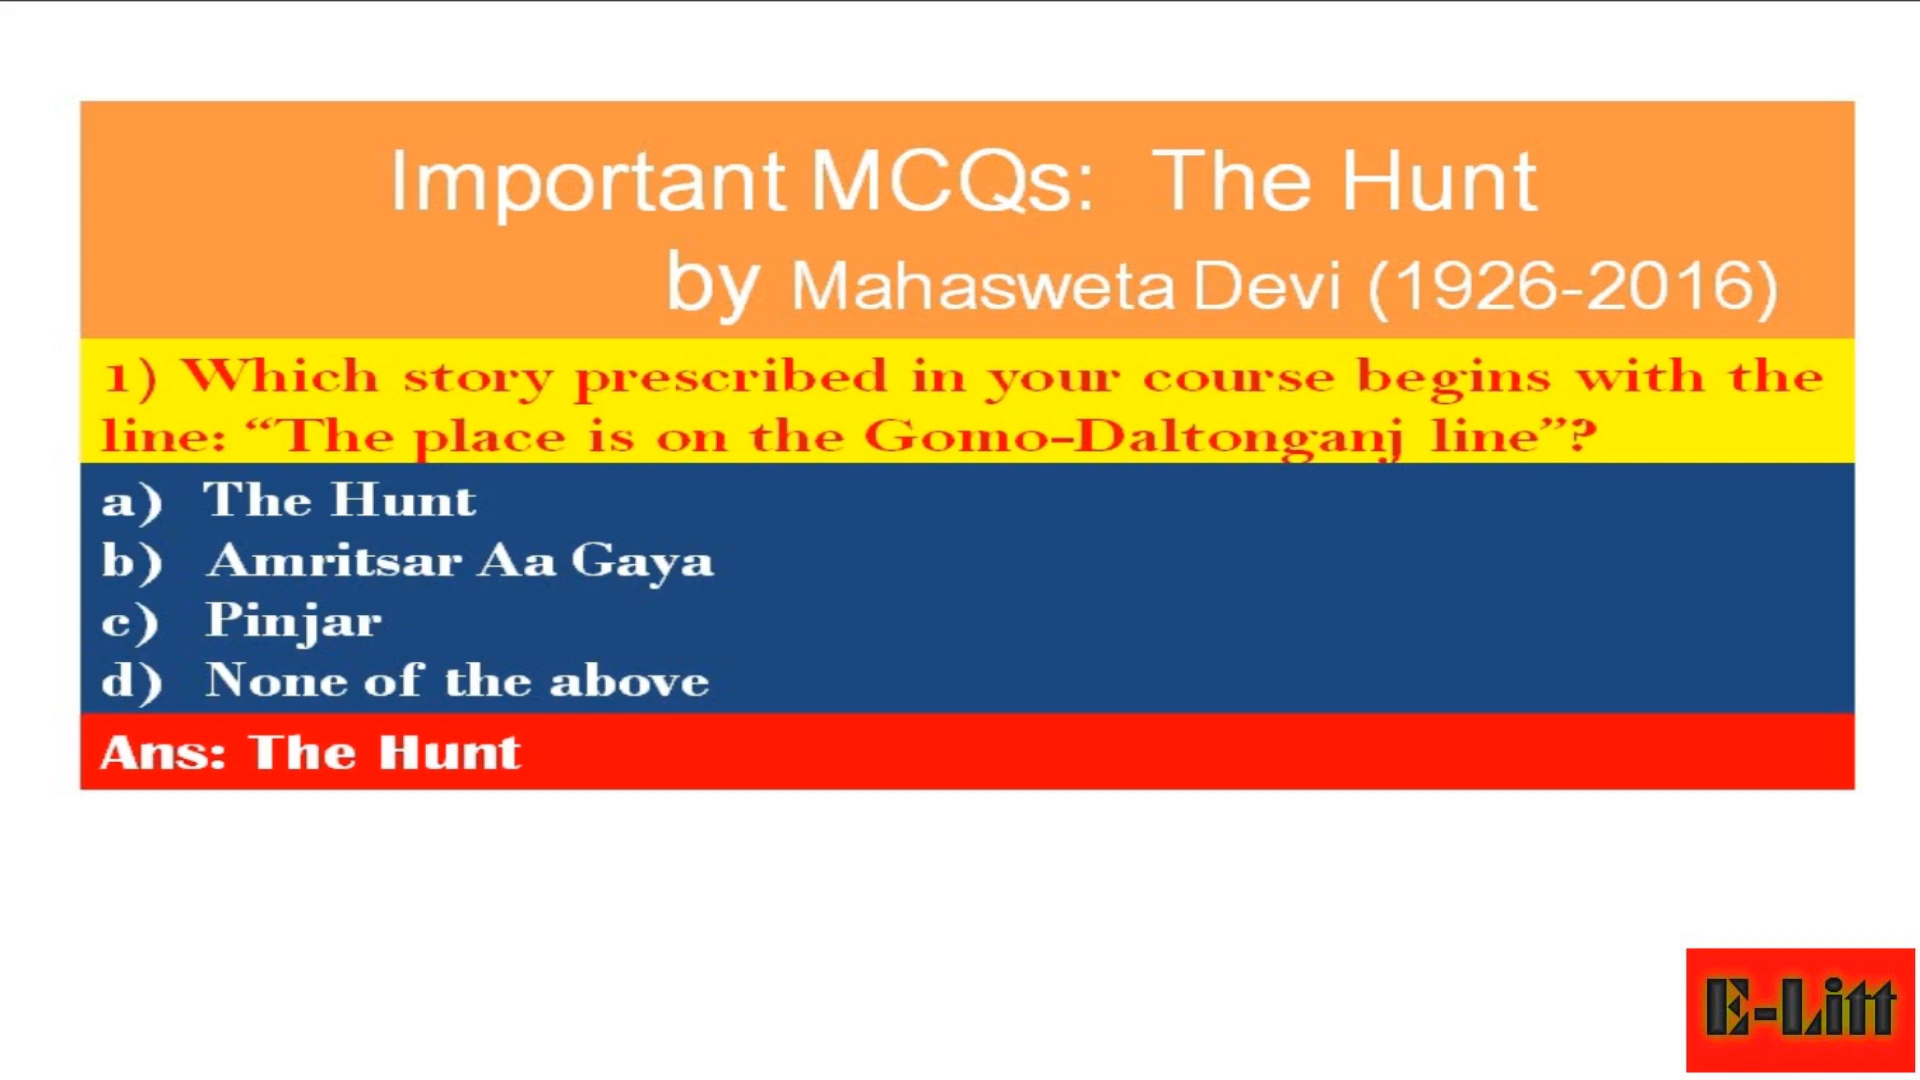 Important MCQs: The Hunt
by Mahasweta Devi (1926-2016)
1) Which story prescribed in your course begins with the
line: “The place is on the Gomo-Daltonganj line”?
a) The Hunt
b) Amritsar Aa Gaya
c) Pinjar
d) None of the above
Ans: The Hunt
E-Litt